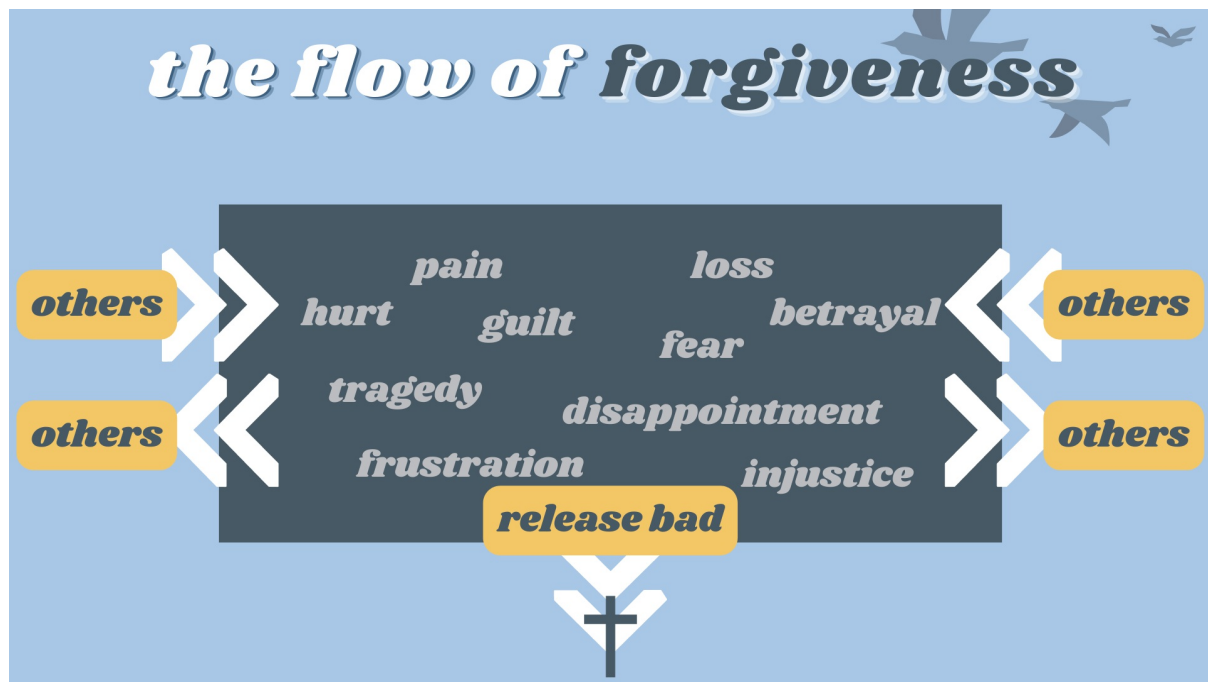 the flow of forgiveness
pain
loss
others
hurt
guilt
betrayal
others
fear
tragedy
disappointment
others
others
frustration
injustice
release bad